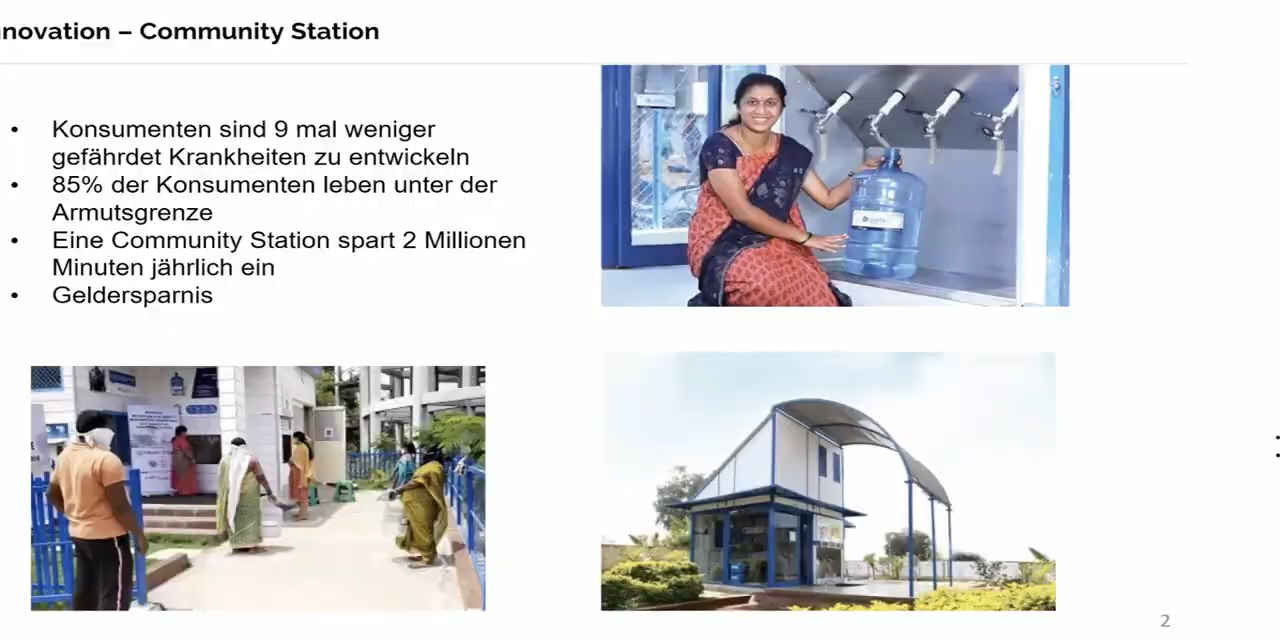 nnovation – Community Station
• Konsumenten sind 9 mal weniger
gefährdet Krankheiten zu entwickeln
• 85% der Konsumenten leben unter der
Armutsgrenze
• Eine Community Station spart 2 Millionen
Minuten jährlich ein
• Geldersparnis
2